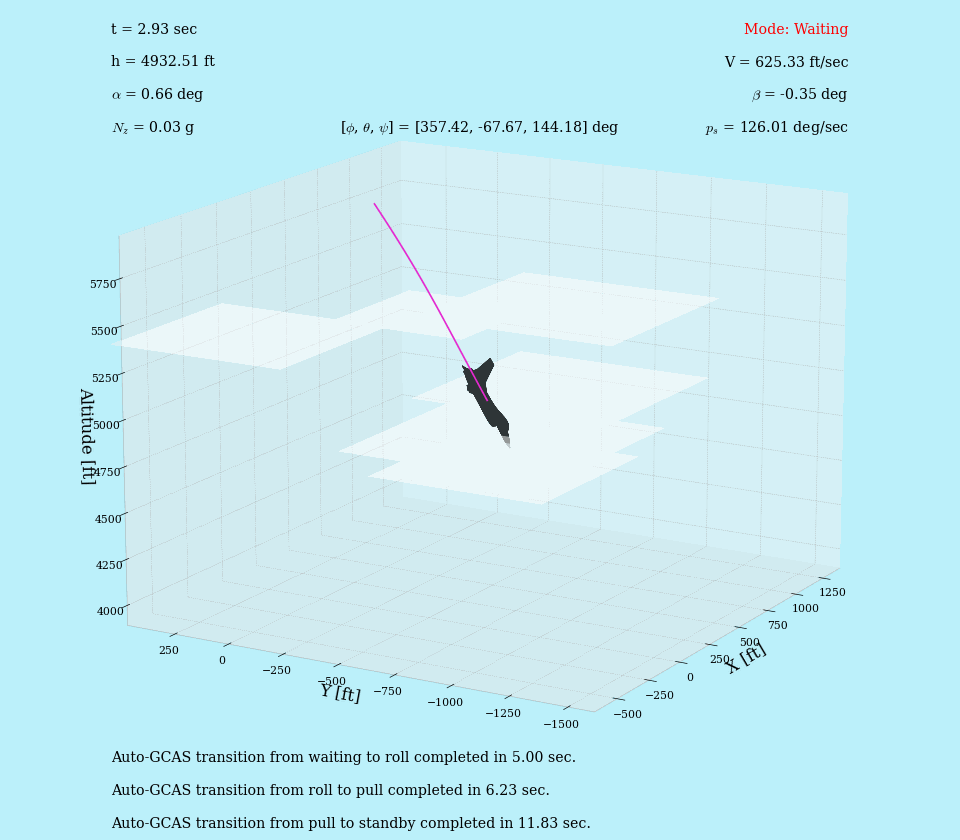 t = 2.93 sec
Mode: Waiting
h = 4932.51 ft
V = 625.33 ft/sec
α = 0.66 deg
β = -0.35 deg
N_z = 0.03 g
[ϕ, θ, ψ] = [357.42, -67.67, 144.18] deg
p_s = 126.01 deg/sec
5750
5500
5250
5000
4750
4500
4250
4000
Altitude [ft]
250
0
−250
−500
−750
−1000
−1250
−1500
Y [ft]
−500
−250
0
250
500
750
1000
1250
X [ft]
Auto-GCAS transition from waiting to roll completed in 5.00 sec.
Auto-GCAS transition from roll to pull completed in 6.23 sec.
Auto-GCAS transition from pull to standby completed in 11.83 sec.